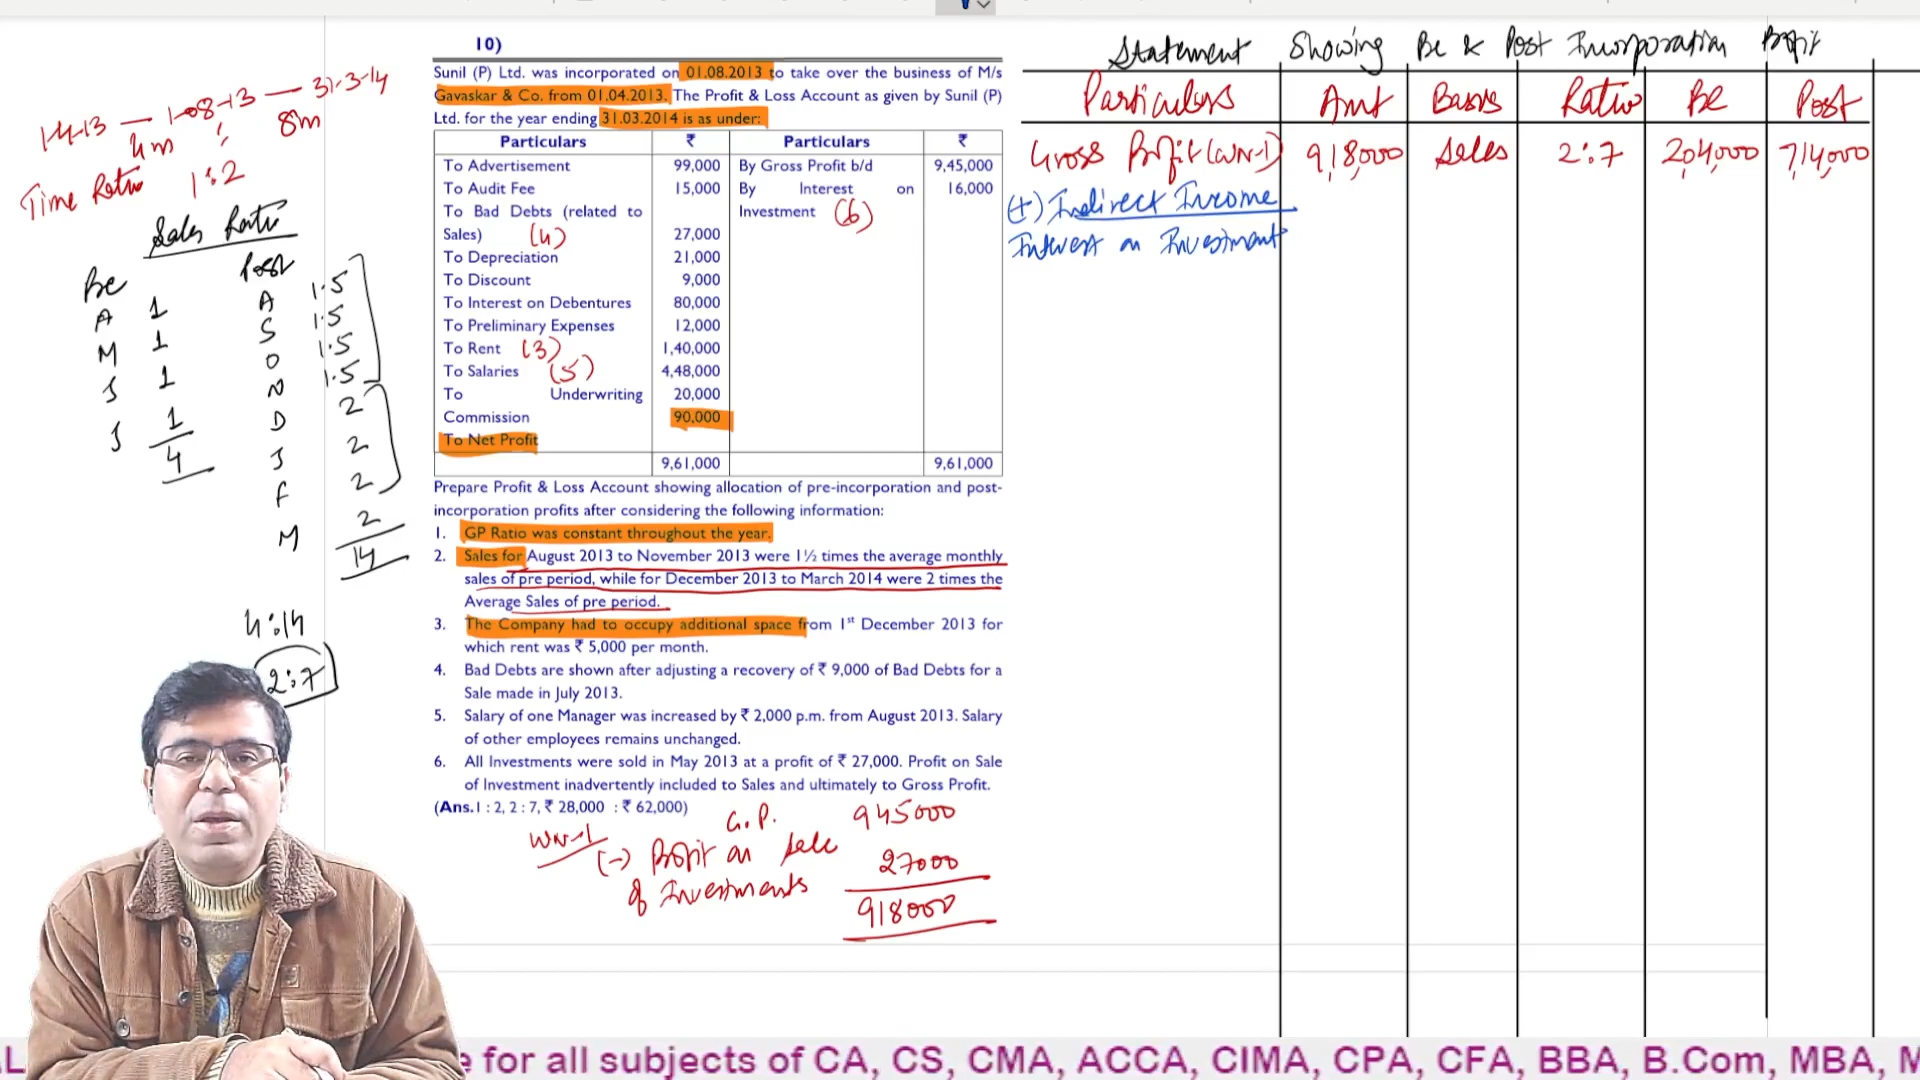 10)
Sunil (P) Ltd. was incorporated on 01.08.2013 to take over the business of M/s
Gavaskar & Co. from 01.04.2013. The Profit & Loss Account as given by Sunil (P)
Ltd. for the year ending 31.03.2014 is as under:
Particulars ₹ Particulars ₹
To Advertisement 99,000 By Gross Profit b/d 9,45,000
To Audit Fee 15,000 By Interest on 16,000
To Bad Debts (related to Investment (6)
Sales) (4) 27,000
To Depreciation 21,000
To Discount 9,000
To Interest on Debentures 80,000
To Preliminary Expenses 12,000
To Rent (3) 1,40,000
To Salaries (5) 4,48,000
To Underwriting 20,000
Commission 90,000
To Net Profit
9,61,000 9,61,000
Prepare Profit & Loss Account showing allocation of pre-incorporation and post-
incorporation profits after considering the following information:
1. GP Ratio was constant throughout the year.
2. Sales for August 2013 to November 2013 were 1½ times the average monthly
sales of pre period, while for December 2013 to March 2014 were 2 times the
Average Sales of pre period.
3. The Company had to occupy additional space from 1st December 2013 for
which rent was ₹ 5,000 per month.
4. Bad Debts are shown after adjusting a recovery of ₹ 9,000 of Bad Debts for a
Sale made in July 2013.
5. Salary of one Manager was increased by ₹ 2,000 p.m. from August 2013. Salary
of other employees remains unchanged.
6. All Investments were sold in May 2013 at a profit of ₹ 27,000. Profit on Sale
of Investment inadvertently included to Sales and ultimately to Gross Profit.
(Ans.1 : 2, 2 : 7, ₹ 28,000 : ₹ 62,000)
WN-1 G.P. 945000
(-) Profit on Sale 27000
of Investments
918000
1-4-13 — 1-08-13 — 31-3-14
4m 8m
Time Ratio 1:2
Sales Ratio
Be Post
A 1 A 1.5
M 1 S 1.5
J 1 O 1.5
J 1 N 1.5
4 D 2
J 2
F 2
M 2
14
4:14
2:7
Statement Showing Be & Post Incorporation Profit
Particulars Amt Basis Ratio Be Post
Gross Profit (WN-1) 918,000 Sales 2:7 204,000 714,000
(+) Indirect Income
Interest on Investment
e for all subjects of CA, CS, CMA, ACCA, CIMA, CPA, CFA, BBA, B.Com, MBA, M